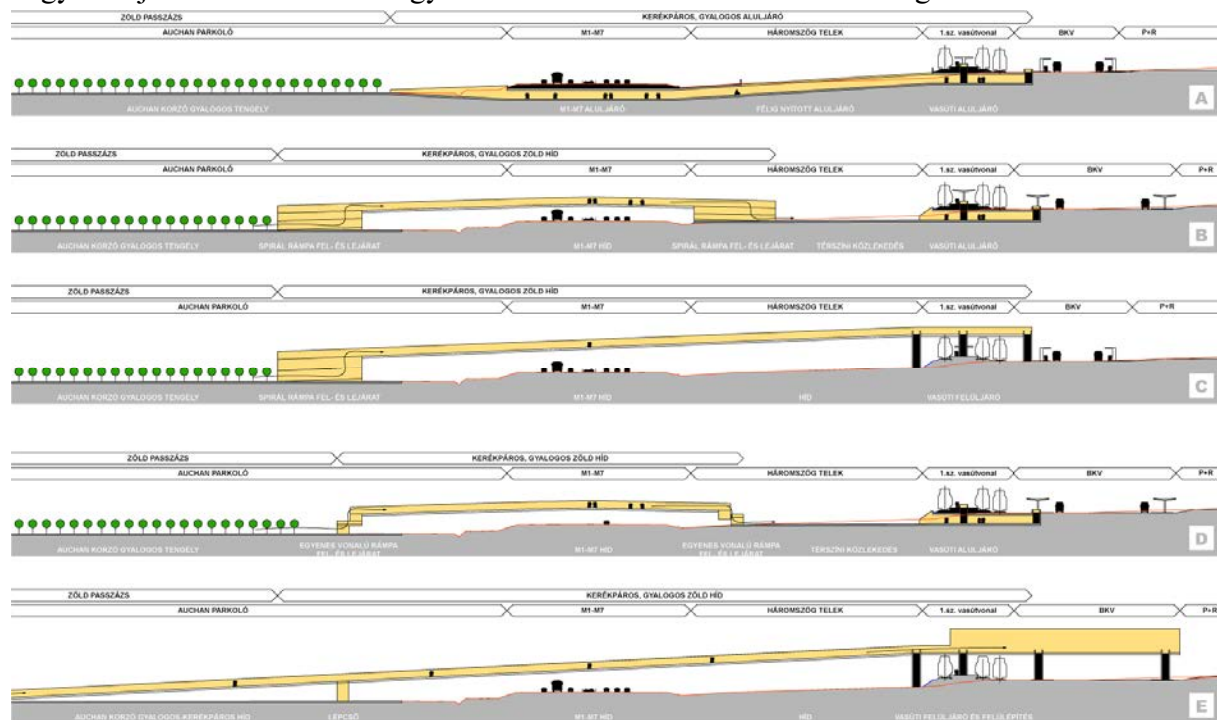 ZÖLD PASSZÁZS KERÉKPÁROS, GYALOGOS ALULJÁRÓ
AUCHAN PARKOLÓ M1-M7 HÁROMSZÖG TELEK 1.sz. vasútvonal BKV P+R
AUCHAN KORZÓ GYALOGOS TENGELY M1-M7 ALULJÁRÓ FÉLIG NYITOTT ALULJÁRÓ VASÚTI ALULJÁRÓ
A
ZÖLD PASSZÁZS KERÉKPÁROS, GYALOGOS ZÖLD HÍD
AUCHAN PARKOLÓ M1-M7 HÁROMSZÖG TELEK 1.sz. vasútvonal BKV P+R
AUCHAN KORZÓ GYALOGOS TENGELY SPIRÁL RÁMPA FEL- ÉS LEJÁRAT M1-M7 HÍD SPIRÁL RÁMPA FEL- ÉS LEJÁRAT TÉRSZÍNI KÖZLEKEDÉS VASÚTI ALULJÁRÓ
B
ZÖLD PASSZÁZS KERÉKPÁROS, GYALOGOS ZÖLD HÍD
AUCHAN PARKOLÓ M1-M7 HÁROMSZÖG TELEK 1.sz. vasútvonal BKV P+R
AUCHAN KORZÓ GYALOGOS TENGELY SPIRÁL RÁMPA FEL- ÉS LEJÁRAT M1-M7 HÍD HÍD VASÚTI FELÜLJÁRÓ
C
ZÖLD PASSZÁZS KERÉKPÁROS, GYALOGOS ZÖLD HÍD
AUCHAN PARKOLÓ M1-M7 HÁROMSZÖG TELEK 1.sz. vasútvonal BKV P+R
AUCHAN KORZÓ GYALOGOS TENGELY EGYENES VONALÚ RÁMPA M1-M7 HÍD EGYENES VONALÚ RÁMPA TÉRSZÍNI KÖZLEKEDÉS VASÚTI ALULJÁRÓ
FEL- ÉS LEJÁRAT FEL- ÉS LEJÁRAT
D
ZÖLD PASSZÁZS KERÉKPÁROS, GYALOGOS ZÖLD HÍD
AUCHAN PARKOLÓ M1-M7 HÁROMSZÖG TELEK 1.sz. vasútvonal BKV P+R
AUCHAN KORZÓ GYALOGOS-KERÉKPÁROS HÍD LÉPCSŐ M1-M7 HÍD HÍD VASÚTI FELÜLJÁRÓ ÉS FELÜLÉPÍTÉS
E